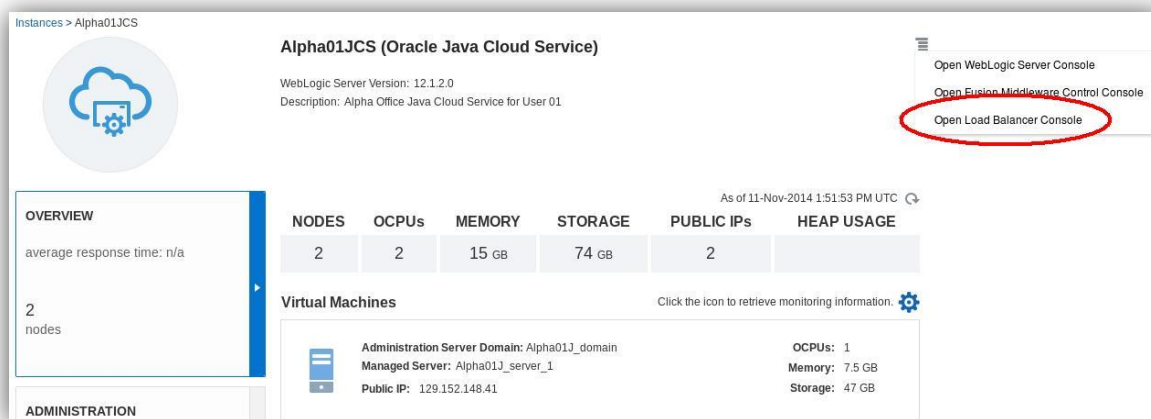 Instances > Alpha01JCS
Alpha01JCS (Oracle Java Cloud Service)
WebLogic Server Version: 12.1.2.0
Description: Alpha Office Java Cloud Service for User 01
Open WebLogic Server Console
Open Fusion Middleware Control Console
Open Load Balancer Console
As of 11-Nov-2014 1:51:53 PM UTC
OVERVIEW
average response time: n/a
2
nodes
NODES OCPUs MEMORY STORAGE PUBLIC IPs HEAP USAGE
2 2 15 GB 74 GB 2
Virtual Machines
Click the icon to retrieve monitoring information.
Administration Server Domain: Alpha01J_domain
Managed Server: Alpha01J_server_1
Public IP: 129.152.148.41
OCPUs: 1
Memory: 7.5 GB
Storage: 47 GB
ADMINISTRATION